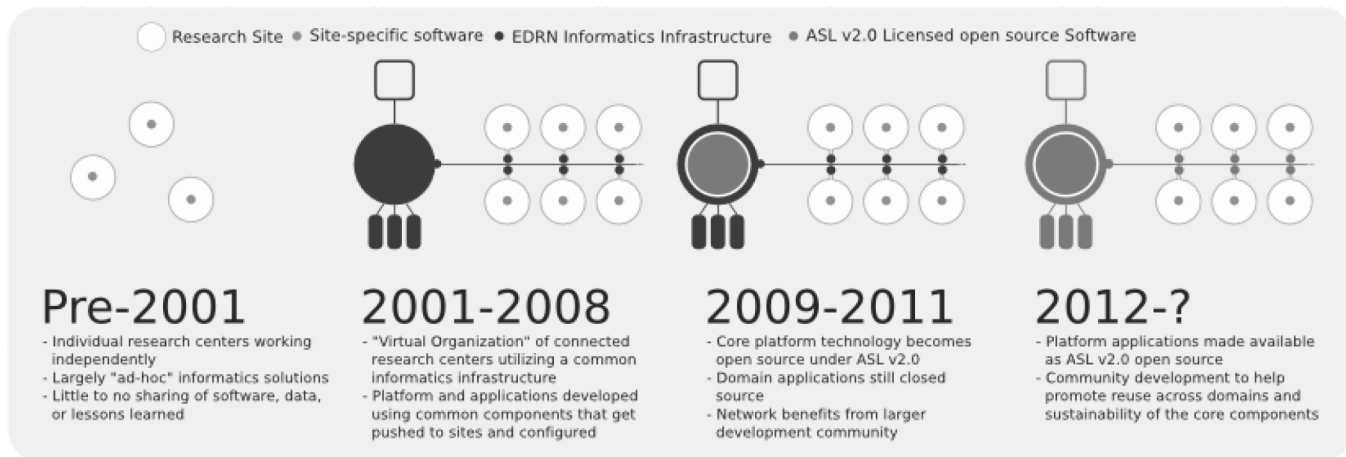 Research Site Site-specific software EDRN Informatics Infrastructure ASL v2.0 Licensed open source Software
Pre-2001
- Individual research centers working
independently
- Largely "ad-hoc" informatics solutions
- Little to no sharing of software, data,
or lessons learned
2001-2008
- "Virtual Organization" of connected
research centers utilizing a common
informatics infrastructure
- Platform and applications developed
using common components that get
pushed to sites and configured
2009-2011
- Core platform technology becomes
open source under ASL v2.0
- Domain applications still closed
source
- Network benefits from larger
development community
2012-?
- Platform applications made available
as ASL v2.0 open source
- Community development to help
promote reuse across domains and
sustainability of the core components